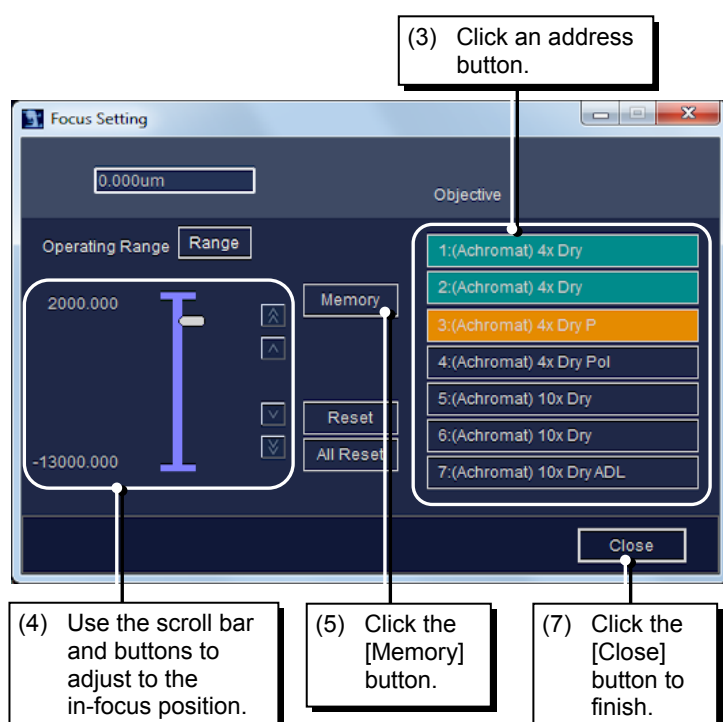 (3) Click an address
button.
Focus Setting
0.000um
Objective
Operating Range Range
1:(Achromat) 4x Dry
2:(Achromat) 4x Dry
3:(Achromat) 4x Dry P
4:(Achromat) 4x Dry Pol
5:(Achromat) 10x Dry
6:(Achromat) 10x Dry
7:(Achromat) 10x Dry ADL
2000.000
-13000.000
Memory
Reset
All Reset
Close
(4) Use the scroll bar
and buttons to
adjust to the
in-focus position.
(5) Click the
[Memory]
button.
(7) Click the
[Close]
button to
finish.